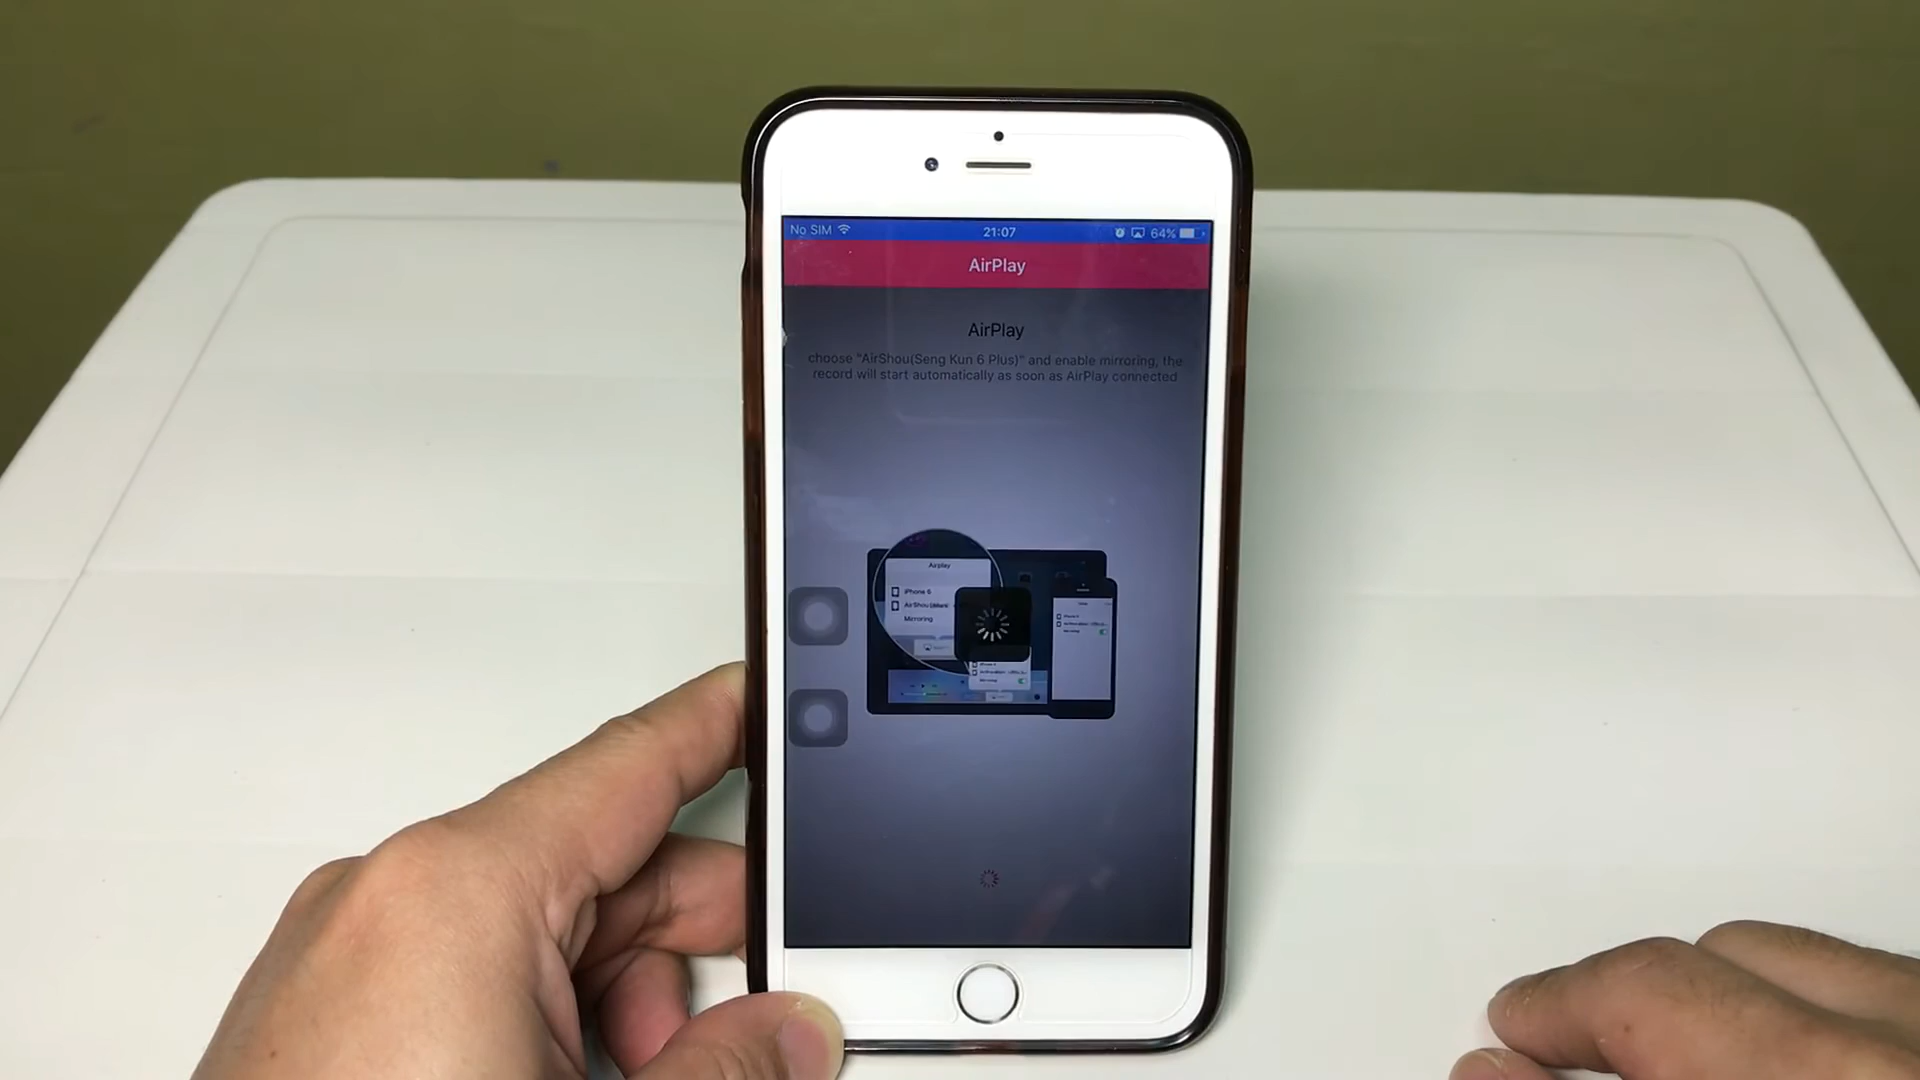 No SIM 21:07 64%
AirPlay
AirPlay
choose "AirShou(Seng Kun 6 Plus)" and enable mirroring, the
record will start automatically as soon as AirPlay connected
Airplay
iPhone 6
AirShou
Mirroring